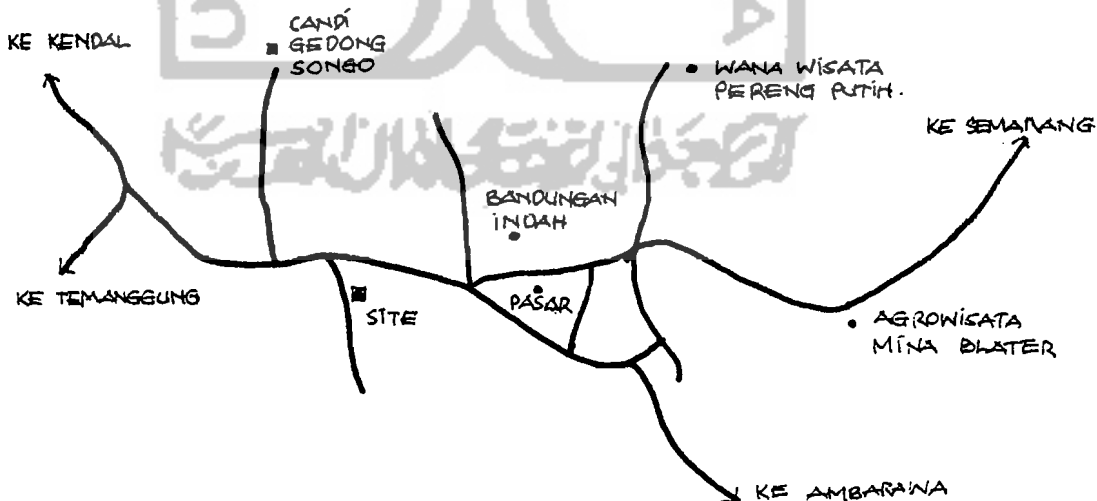 KE KENDAL
CANDI
GEDONG
SONGO
WANA WISATA
PERENG PUTIH.
KE SEMARANG
BANDUNGAN
INDAH
KE TEMANGGUNG
SITE
PASAR
AGROWISATA
MINA BLATER
KE AMBARAWA